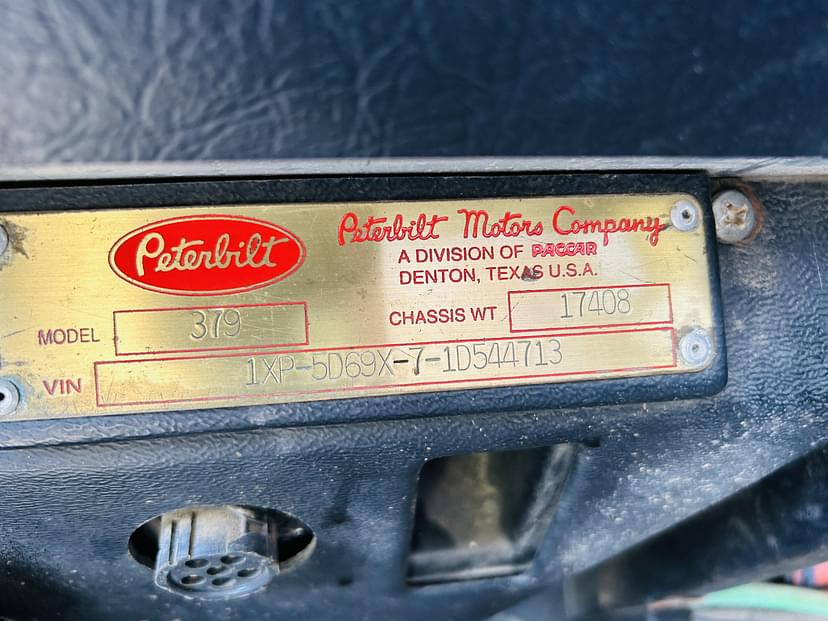 Peterbilt
Peterbilt Motors Company
A DIVISION OF PACCAR
DENTON, TEXAS U.S.A.
MODEL 379
CHASSIS WT 17408
VIN 1XP-5D69X-7-1D544713